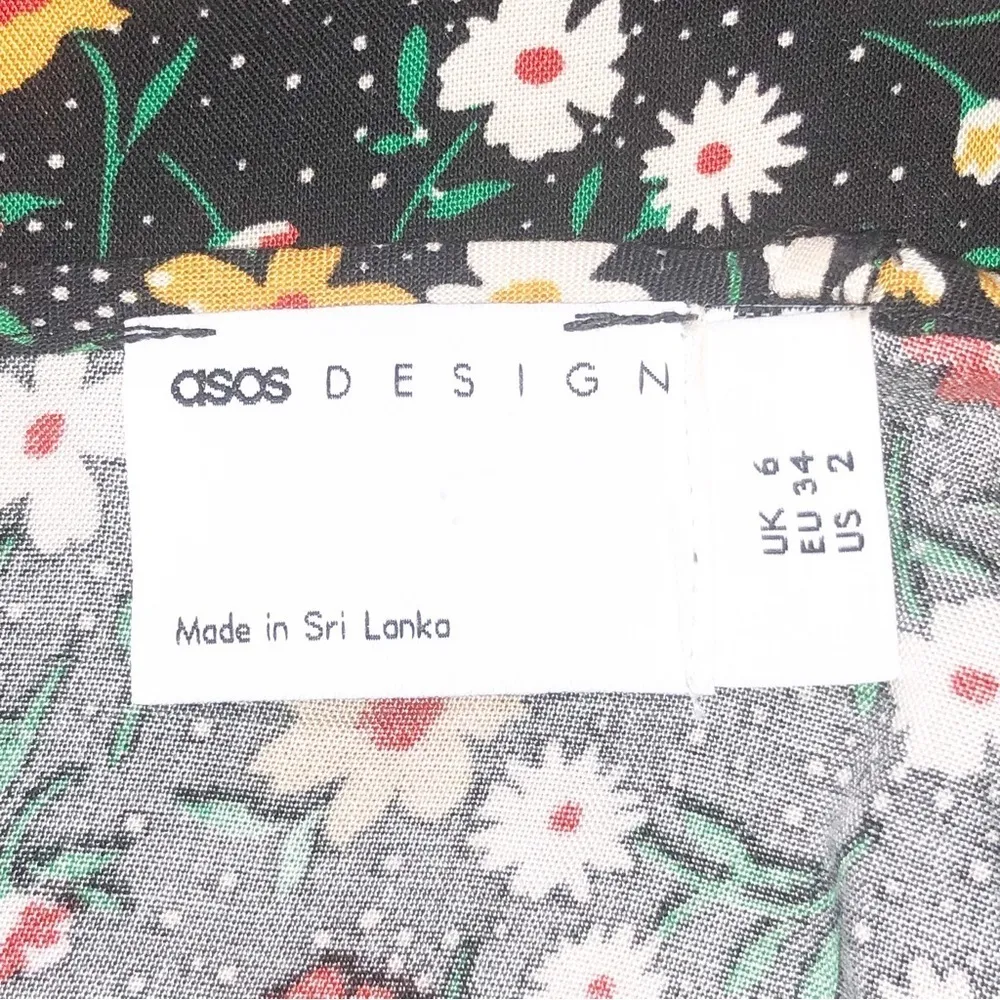 asos DESIGN
Made in Sri Lanka
UK 6
EU 34
US 2